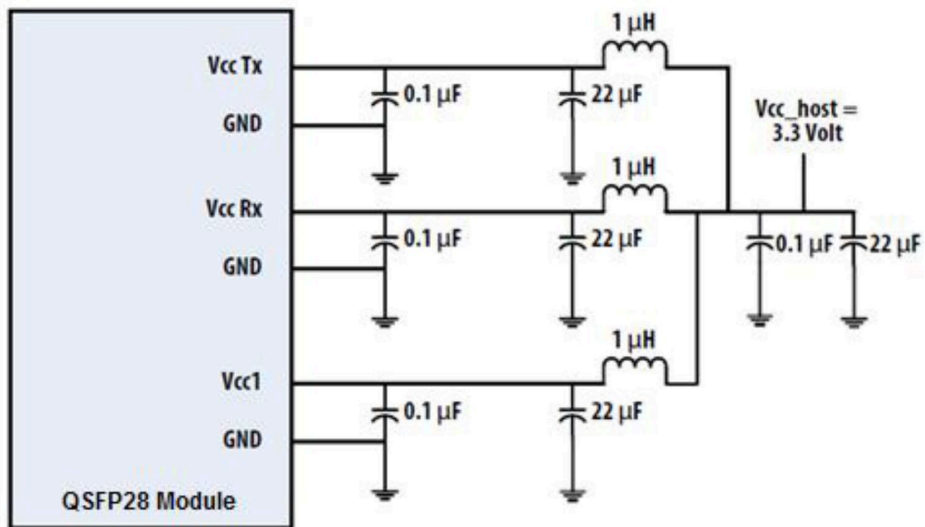 1 μH
Vcc Tx
0.1 μF
22 μF
GND
Vcc_host =
3.3 Volt
1 μH
Vcc Rx
0.1 μF
22 μF
0.1 μF
22 μF
GND
1 μH
Vcc1
0.1 μF
22 μF
GND
QSFP28 Module